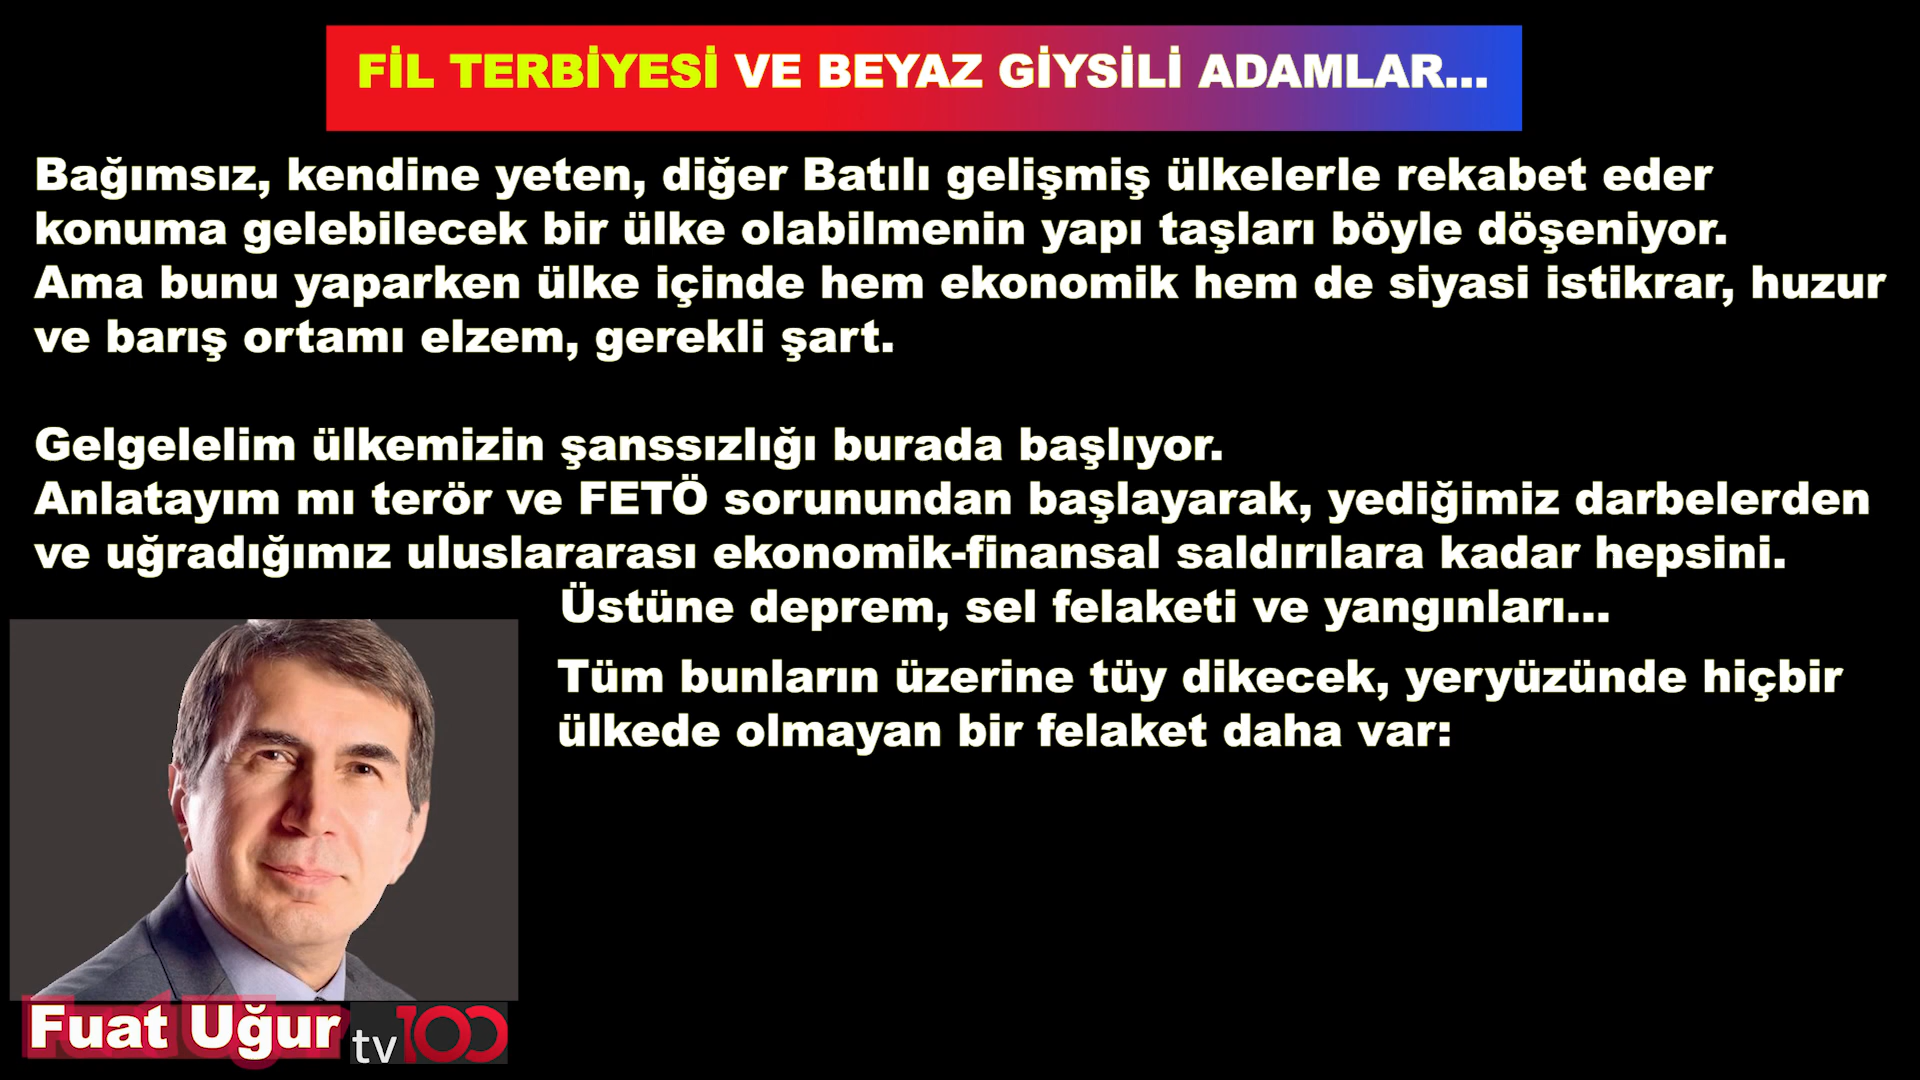 FİL TERBİYESİ VE BEYAZ GİYSİLİ ADAMLAR...
Bağımsız, kendine yeten, diğer Batılı gelişmiş ülkelerle rekabet eder
konuma gelebilecek bir ülke olabilmenin yapı taşları böyle döşeniyor.
Ama bunu yaparken ülke içinde hem ekonomik hem de siyasi istikrar, huzur
ve barış ortamı elzem, gerekli şart.
Gelgelelim ülkemizin şanssızlığı burada başlıyor.
Anlatayım mı terör ve FETÖ sorunundan başlayarak, yediğimiz darbelerden
ve uğradığımız uluslararası ekonomik-finansal saldırılara kadar hepsini.
Üstüne deprem, sel felaketi ve yangınları...
Tüm bunların üzerine tüy dikecek, yeryüzünde hiçbir
ülkede olmayan bir felaket daha var:
Fuat Uğur tv100